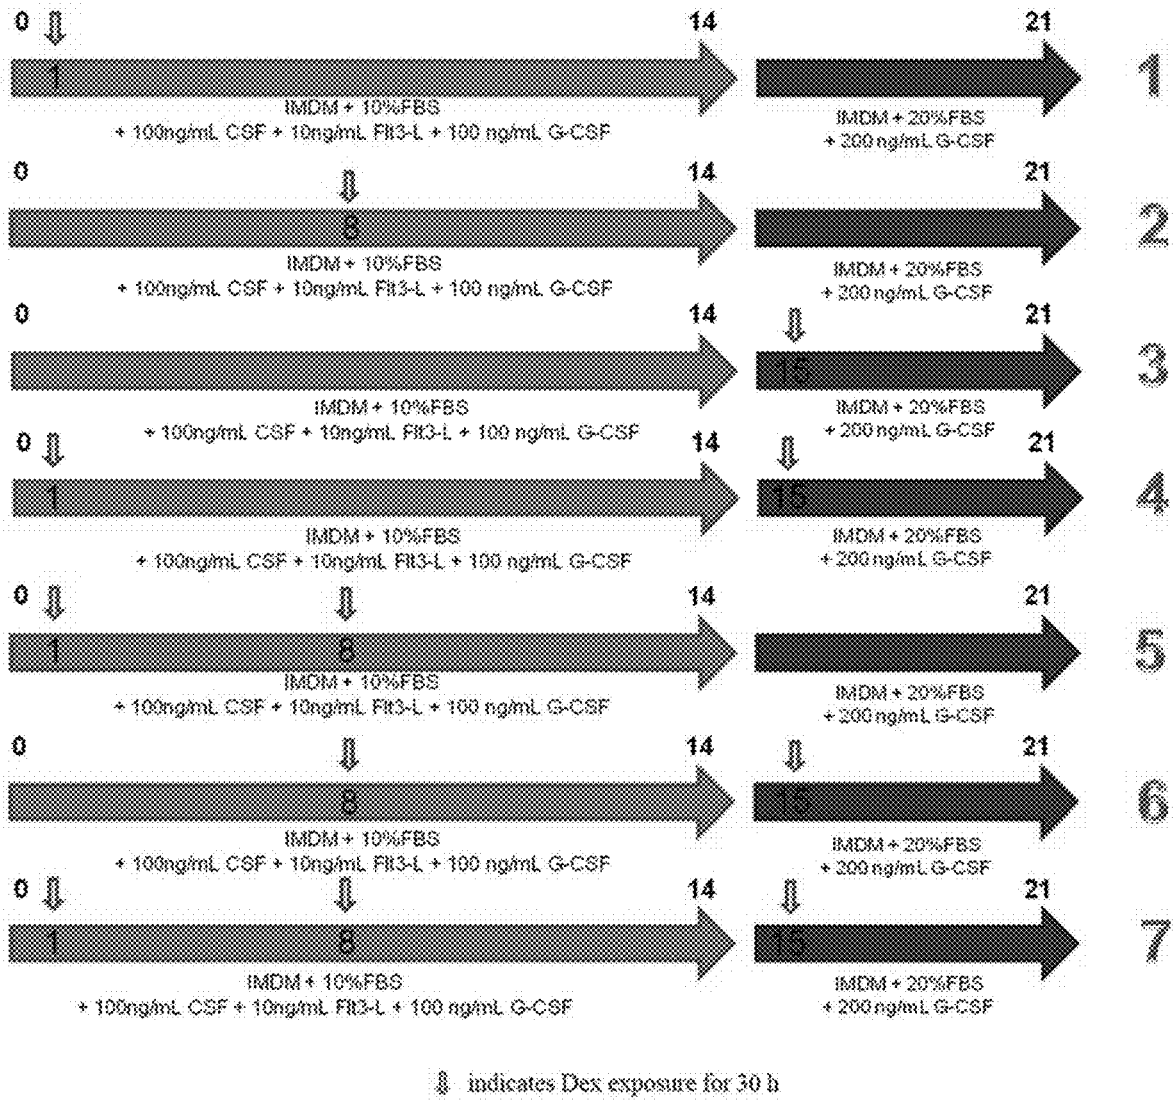 0 14 21
1 1
IMDM + 10%FBS
+ 100ng/mL CSF + 10ng/mL Flt3-L + 100 ng/mL G-CSF
IMDM + 20%FBS
+ 200 ng/mL G-CSF
0 14 21
8 2
IMDM + 10%FBS
+ 100ng/mL CSF + 10ng/mL Flt3-L + 100 ng/mL G-CSF
IMDM + 20%FBS
+ 200 ng/mL G-CSF
0 14 21
15 3
IMDM + 10%FBS
+ 100ng/mL CSF + 10ng/mL Flt3-L + 100 ng/mL G-CSF
IMDM + 20%FBS
+ 200 ng/mL G-CSF
0 14 21
1 15 4
IMDM + 10%FBS
+ 100ng/mL CSF + 10ng/mL Flt3-L + 100 ng/mL G-CSF
IMDM + 20%FBS
+ 200 ng/mL G-CSF
0 14 21
1 8 5
IMDM + 10%FBS
+ 100ng/mL CSF + 10ng/mL Flt3-L + 100 ng/mL G-CSF
IMDM + 20%FBS
+ 200 ng/mL G-CSF
0 14 21
8 15 6
IMDM + 10%FBS
+ 100ng/mL CSF + 10ng/mL Flt3-L + 100 ng/mL G-CSF
IMDM + 20%FBS
+ 200 ng/mL G-CSF
0 14 21
1 8 15 7
IMDM + 10%FBS
+ 100ng/mL CSF + 10ng/mL Flt3-L + 100 ng/mL G-CSF
IMDM + 20%FBS
+ 200 ng/mL G-CSF
indicates Dex exposure for 30 h